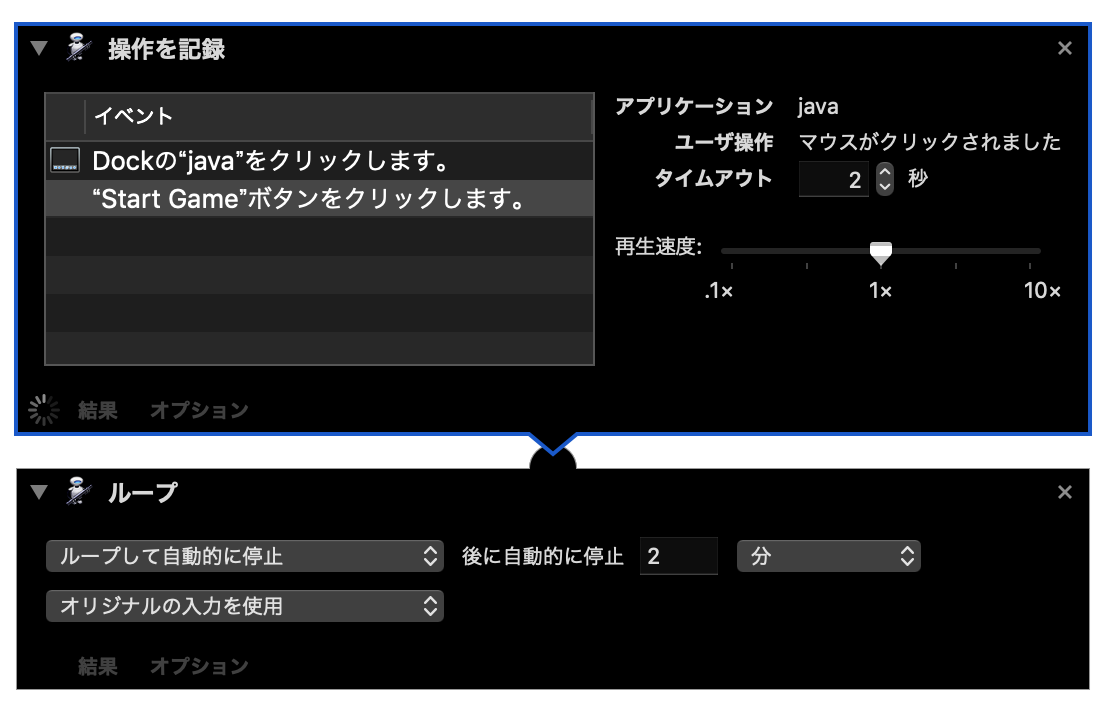 操作を記録
イベント
Dockの“java”をクリックします。
“Start Game”ボタンをクリックします。
アプリケーション java
ユーザ操作 マウスがクリックされました
タイムアウト 2 秒
再生速度:
.1× 1× 10×
結果 オプション
ループ
ループして自動的に停止 後に自動的に停止 2 分
オリジナルの入力を使用
結果 オプション